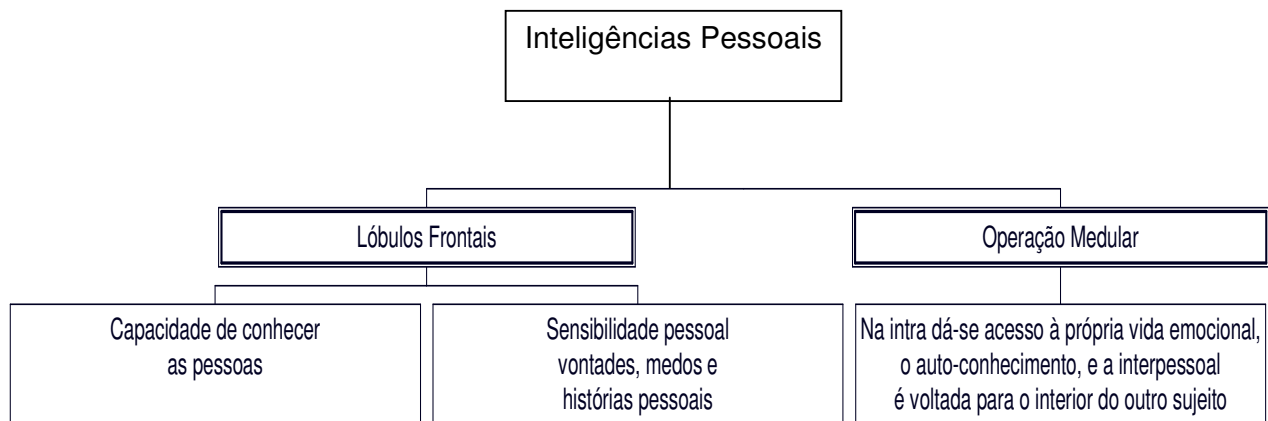 Inteligências Pessoais
Lóbulos Frontais
Operação Medular
Capacidade de conhecer
as pessoas
Sensibilidade pessoal
vontades, medos e
histórias pessoais
Na intra dá-se acesso à própria vida emocional,
o auto-conhecimento, e a interpessoal
é voltada para o interior do outro sujeito